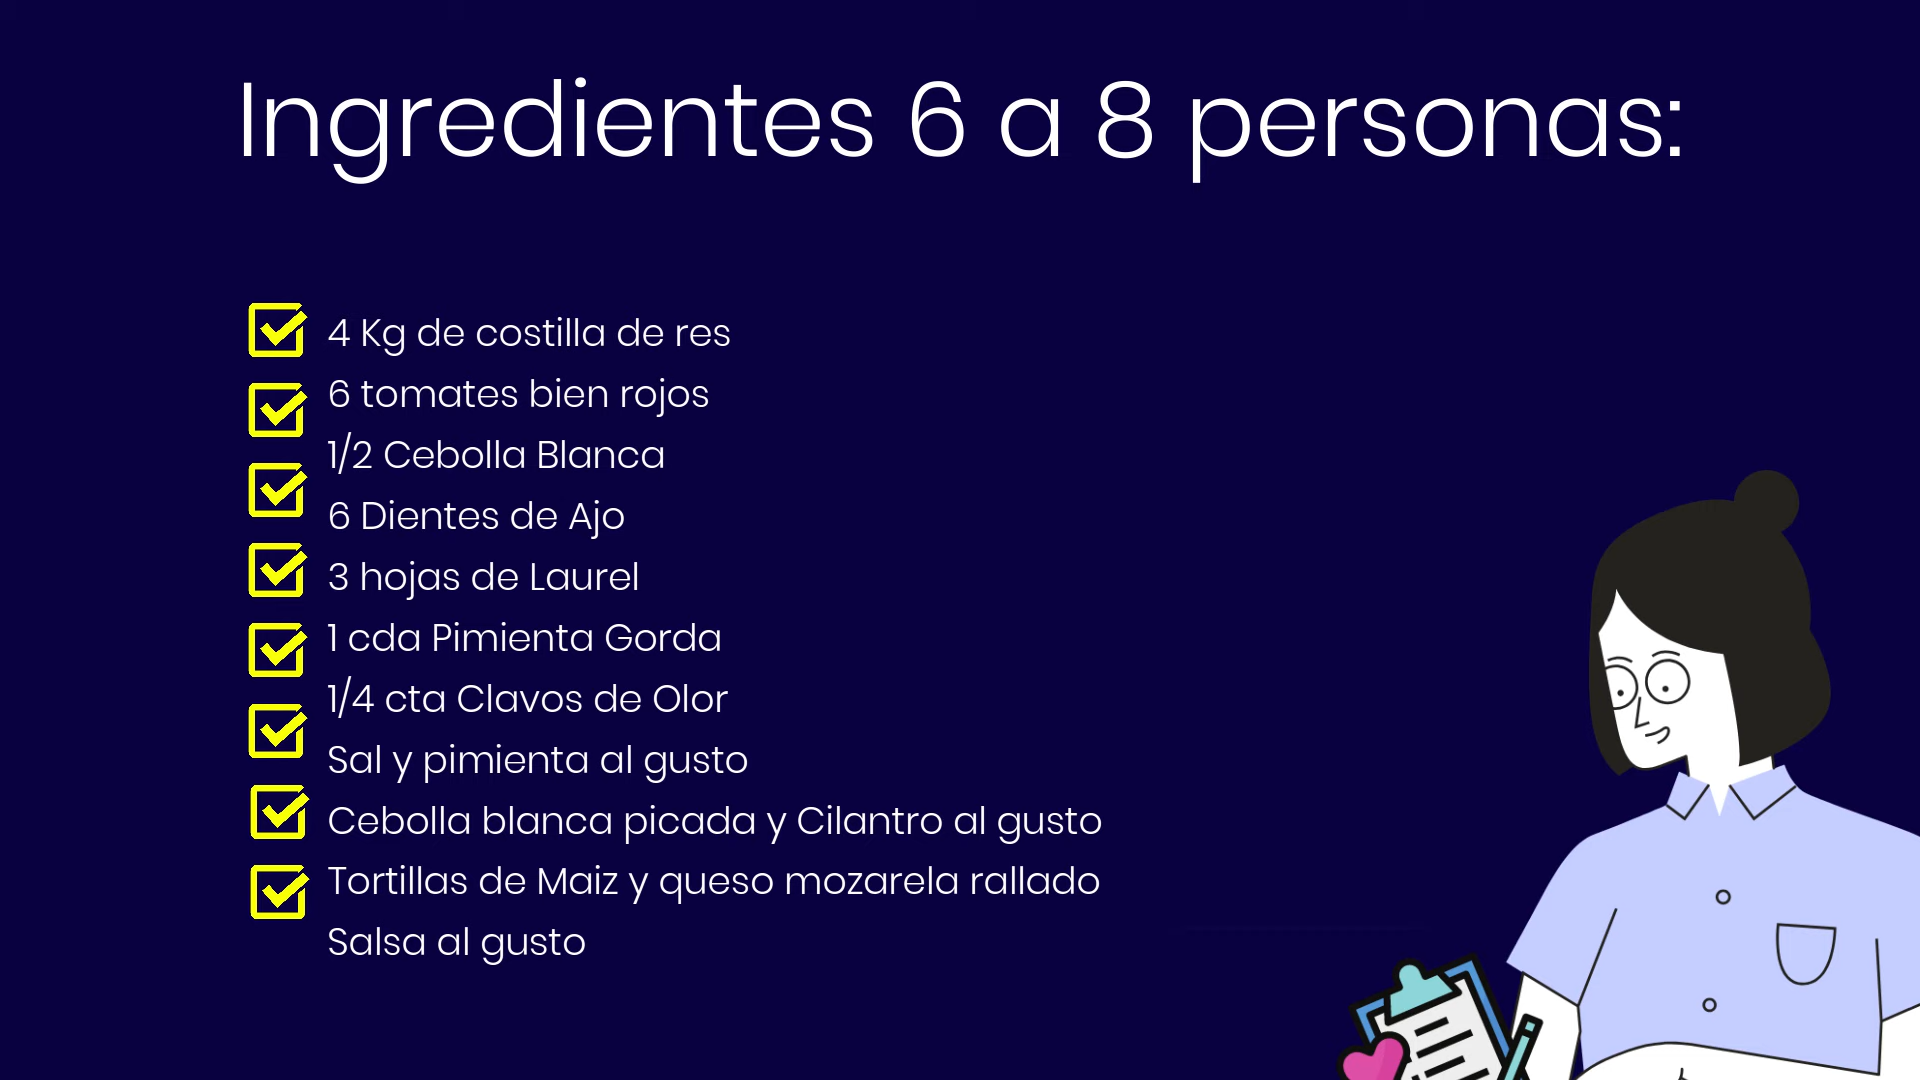 Ingredientes 6 a 8 personas:
4 Kg de costilla de res
6 tomates bien rojos
1/2 Cebolla Blanca
6 Dientes de Ajo
3 hojas de Laurel
1 cda Pimienta Gorda
1/4 cta Clavos de Olor
Sal y pimienta al gusto
Cebolla blanca picada y Cilantro al gusto
Tortillas de Maiz y queso mozarela rallado
Salsa al gusto